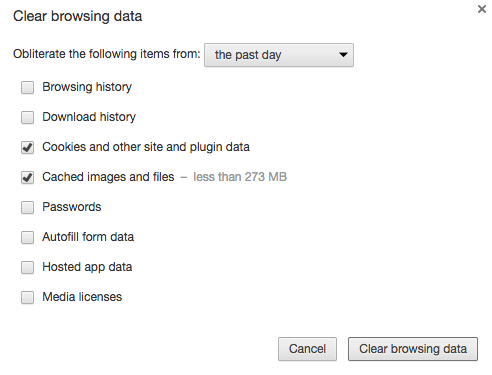 Clear browsing data
Obliterate the following items from: the past day
Browsing history
Download history
Cookies and other site and plugin data
Cached images and files – less than 273 MB
Passwords
Autofill form data
Hosted app data
Media licenses
Cancel Clear browsing data